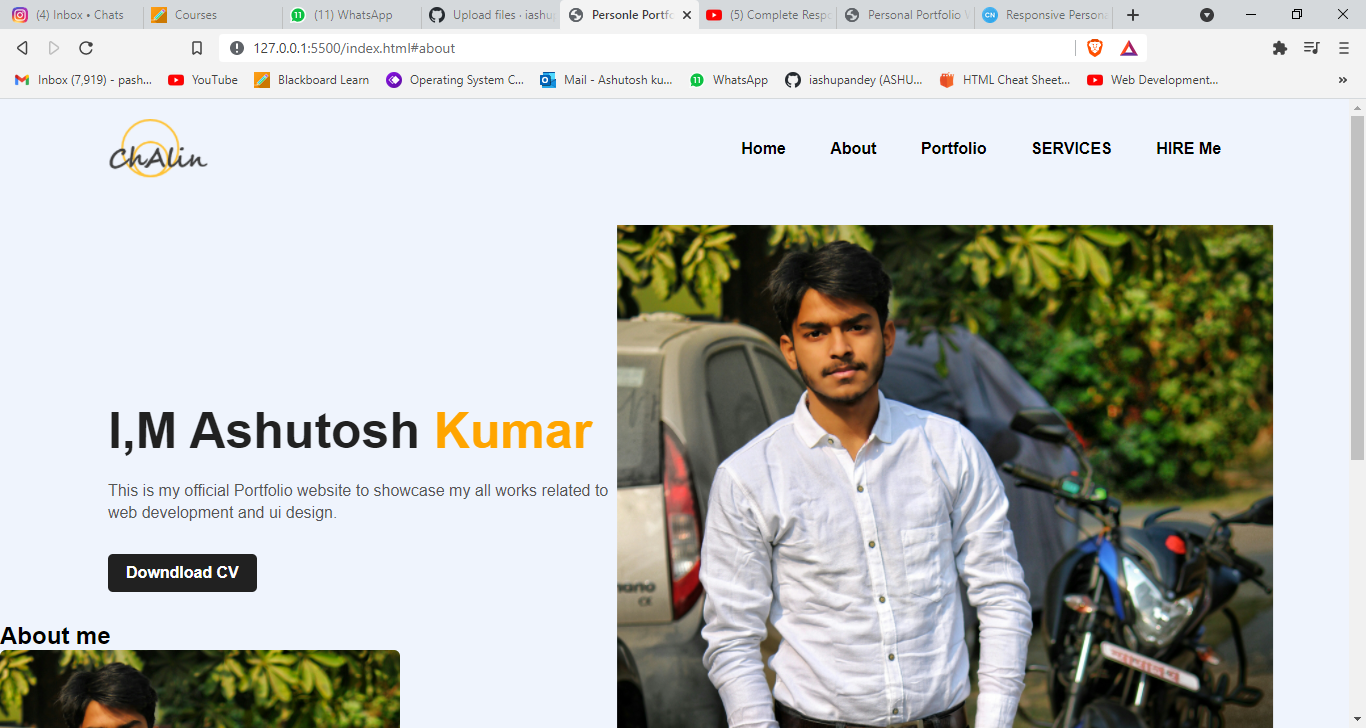 (4) Inbox • Chats
Courses
(11) WhatsApp
Upload files · iashu
Personle Portfo
(5) Complete Respo
Personal Portfolio W
Responsive Persona
127.0.0.1:5500/index.html#about
Inbox (7,919) - pash...
YouTube
Blackboard Learn
Operating System C...
Mail - Ashutosh ku...
WhatsApp
iashupandey (ASHU...
HTML Cheat Sheet...
Web Development...
»
ChAlin
Home
About
Portfolio
SERVICES
HIRE Me
I,M Ashutosh Kumar
This is my official Portfolio website to showcase my all works related to
web development and ui design.
Downdload CV
About me